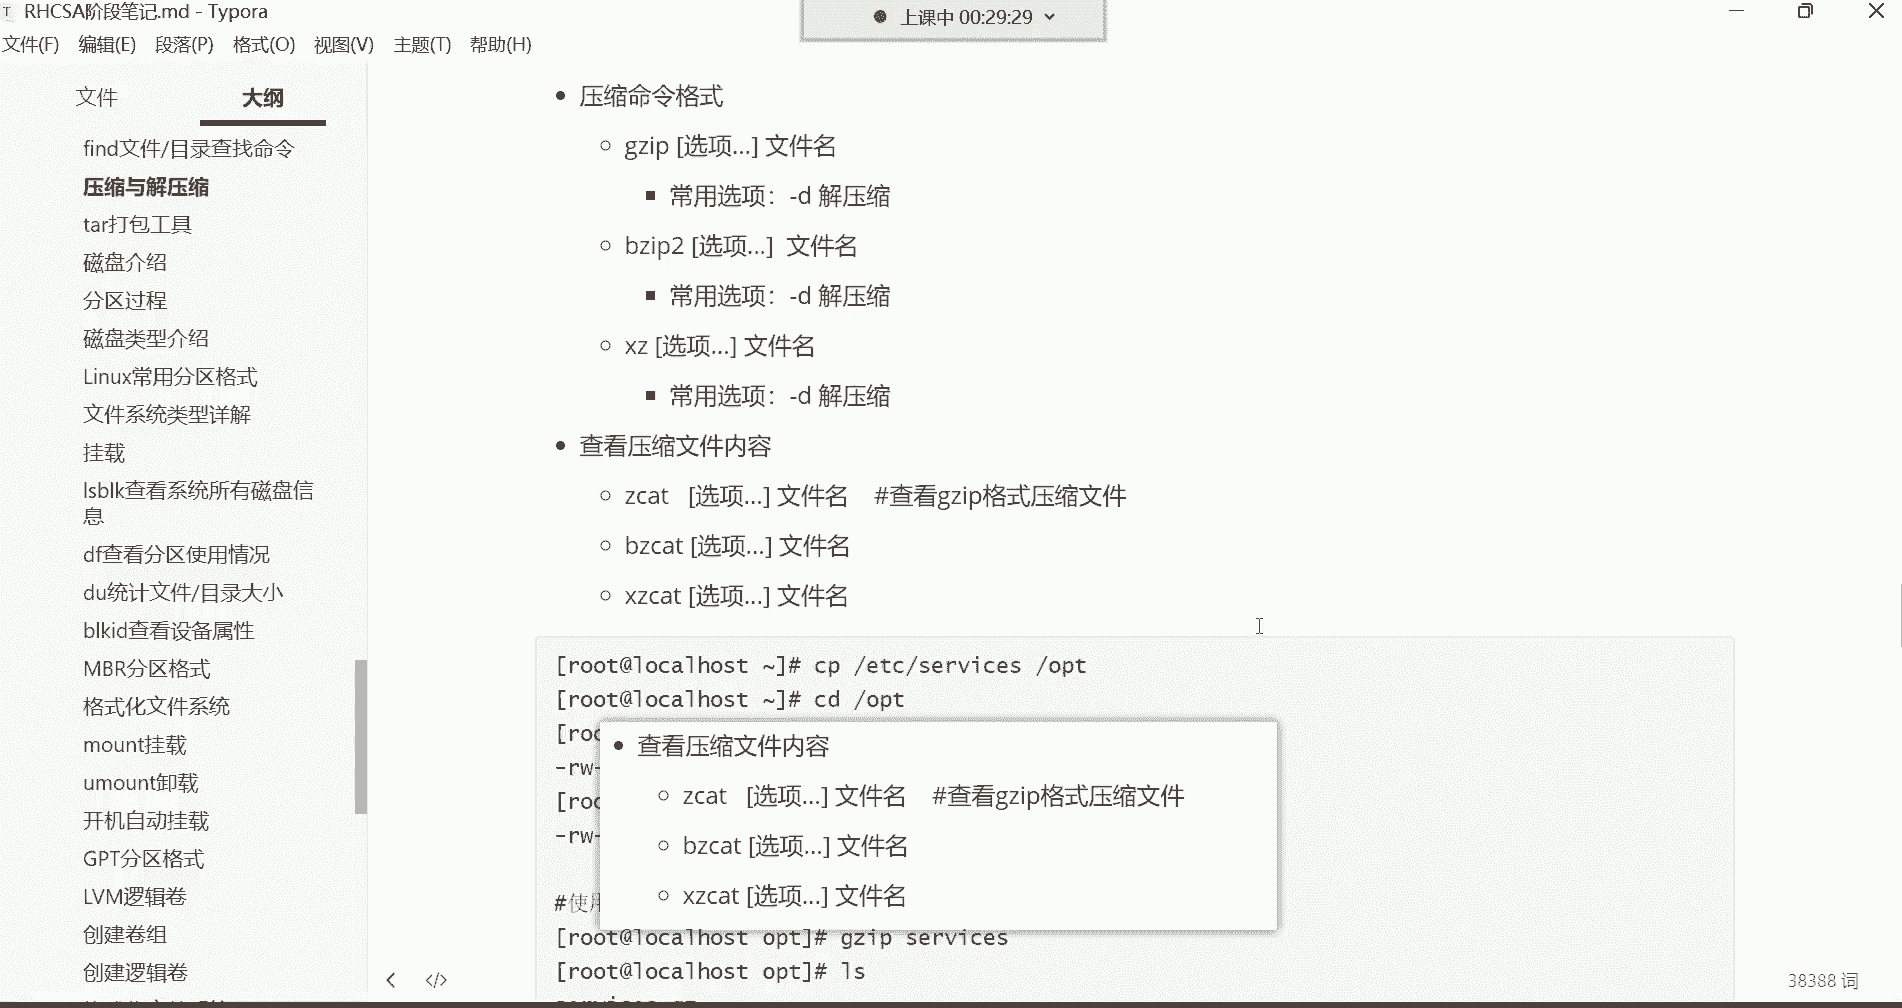 RHCSA阶段笔记.md - Typora
上课中 00:29:29
文件(F) 编辑(E) 段落(P) 格式(O) 视图(V) 主题(T) 帮助(H)
文件 大纲
find文件/目录查找命令
压缩与解压缩
tar打包工具
磁盘介绍
分区过程
磁盘类型介绍
Linux常用分区格式
文件系统类型详解
挂载
lsblk查看系统所有磁盘信
息
df查看分区使用情况
du统计文件/目录大小
blkid查看设备属性
MBR分区格式
格式化文件系统
mount挂载
umount卸载
开机自动挂载
GPT分区格式
LVM逻辑卷
创建卷组
创建逻辑卷
压缩命令格式
gzip [选项...] 文件名
常用选项：-d 解压缩
bzip2 [选项...] 文件名
常用选项：-d 解压缩
xz [选项...] 文件名
常用选项：-d 解压缩
查看压缩文件内容
zcat [选项...] 文件名 #查看gzip格式压缩文件
bzcat [选项...] 文件名
xzcat [选项...] 文件名
[root@localhost ~]# cp /etc/services /opt
[root@localhost ~]# cd /opt
[roo
-rw-
[roo
-rw-
#使用
查看压缩文件内容
zcat [选项...] 文件名 #查看gzip格式压缩文件
bzcat [选项...] 文件名
xzcat [选项...] 文件名
[root@localhost opt]# gzip services
[root@localhost opt]# ls
38388 词